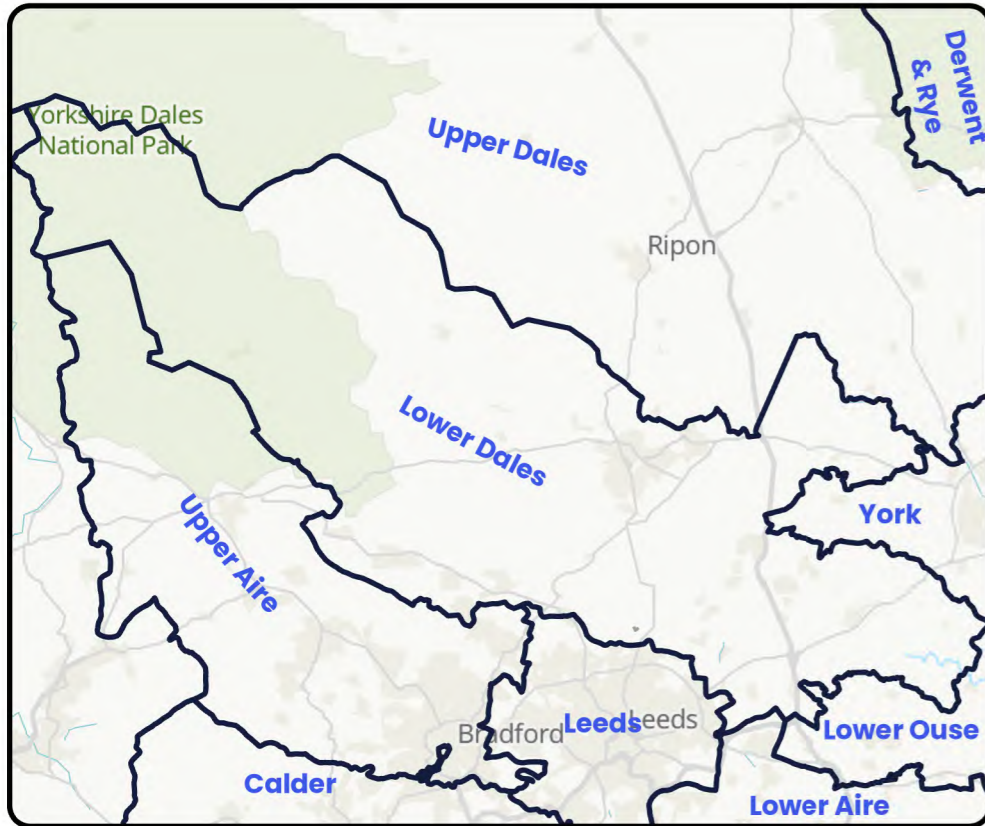 Derwent
& Rye
Yorkshire Dales
National Park
Upper Dales
Ripon
Lower Dales
York
Upper Aire
Bradford
Leeds
Leeds
Lower Ouse
Calder
Lower Aire